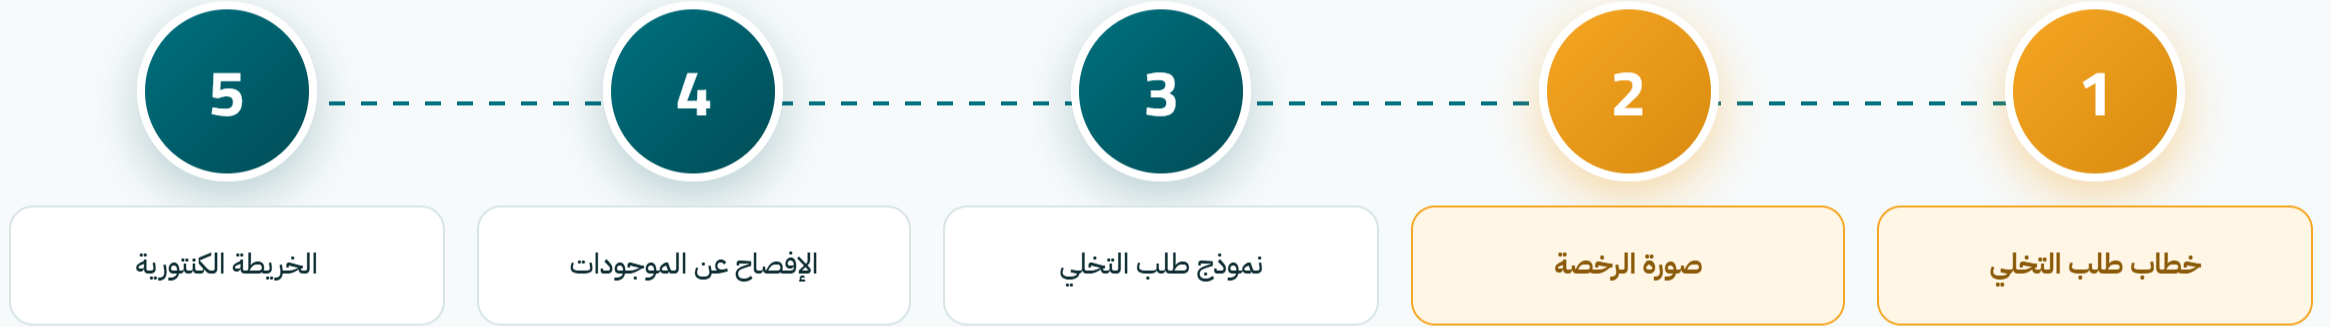 1
2
3
4
5
خطاب طلب التخلي
صورة الرخصة
نموذج طلب التخلي
الإفصاح عن الموجودات
الخريطة الكنتورية